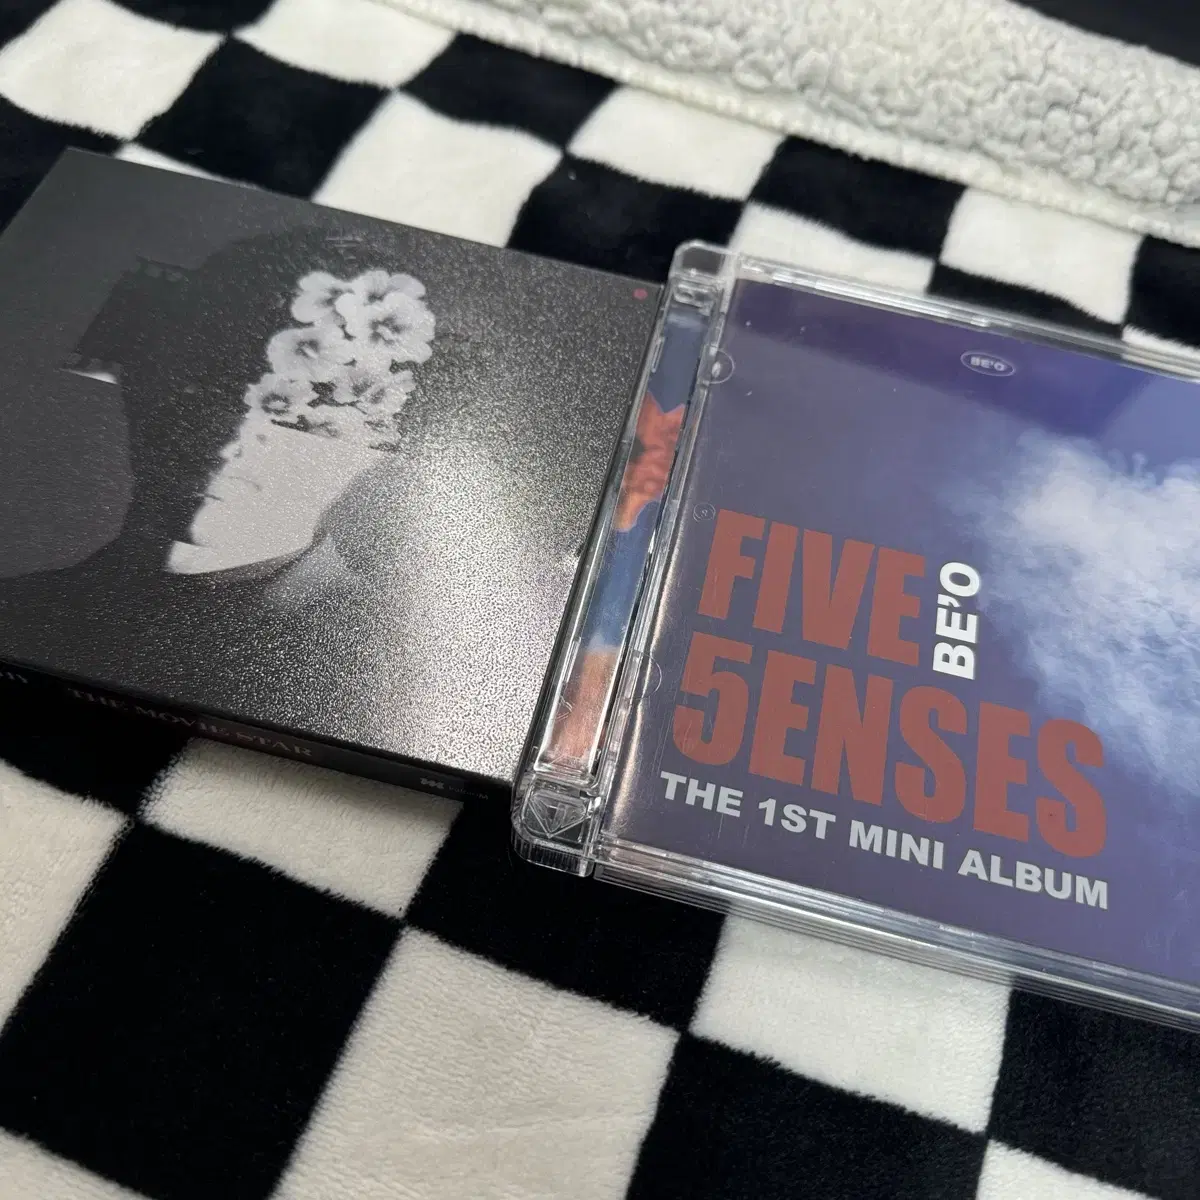 THE MOVIE STAR
BE'O
FIVE
5ENSES
BE'O
THE 1ST MINI ALBUM